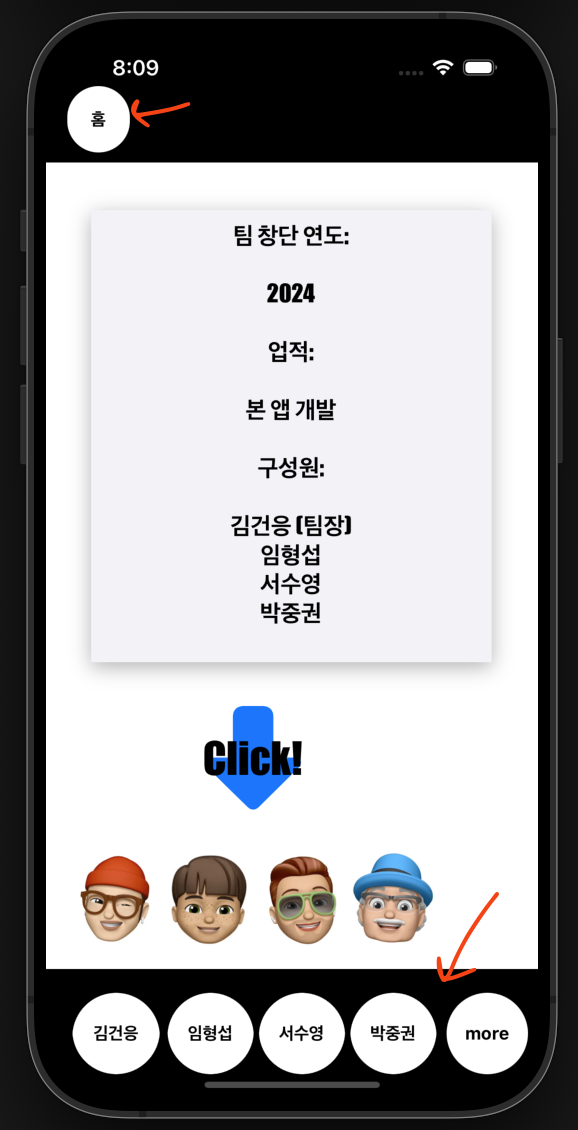 8:09
홈
팀 창단 연도:
2024
업적:
본 앱 개발
구성원:
김건응 (팀장)
임형섭
서수영
박중권
Click!
김건응
임형섭
서수영
박중권
more